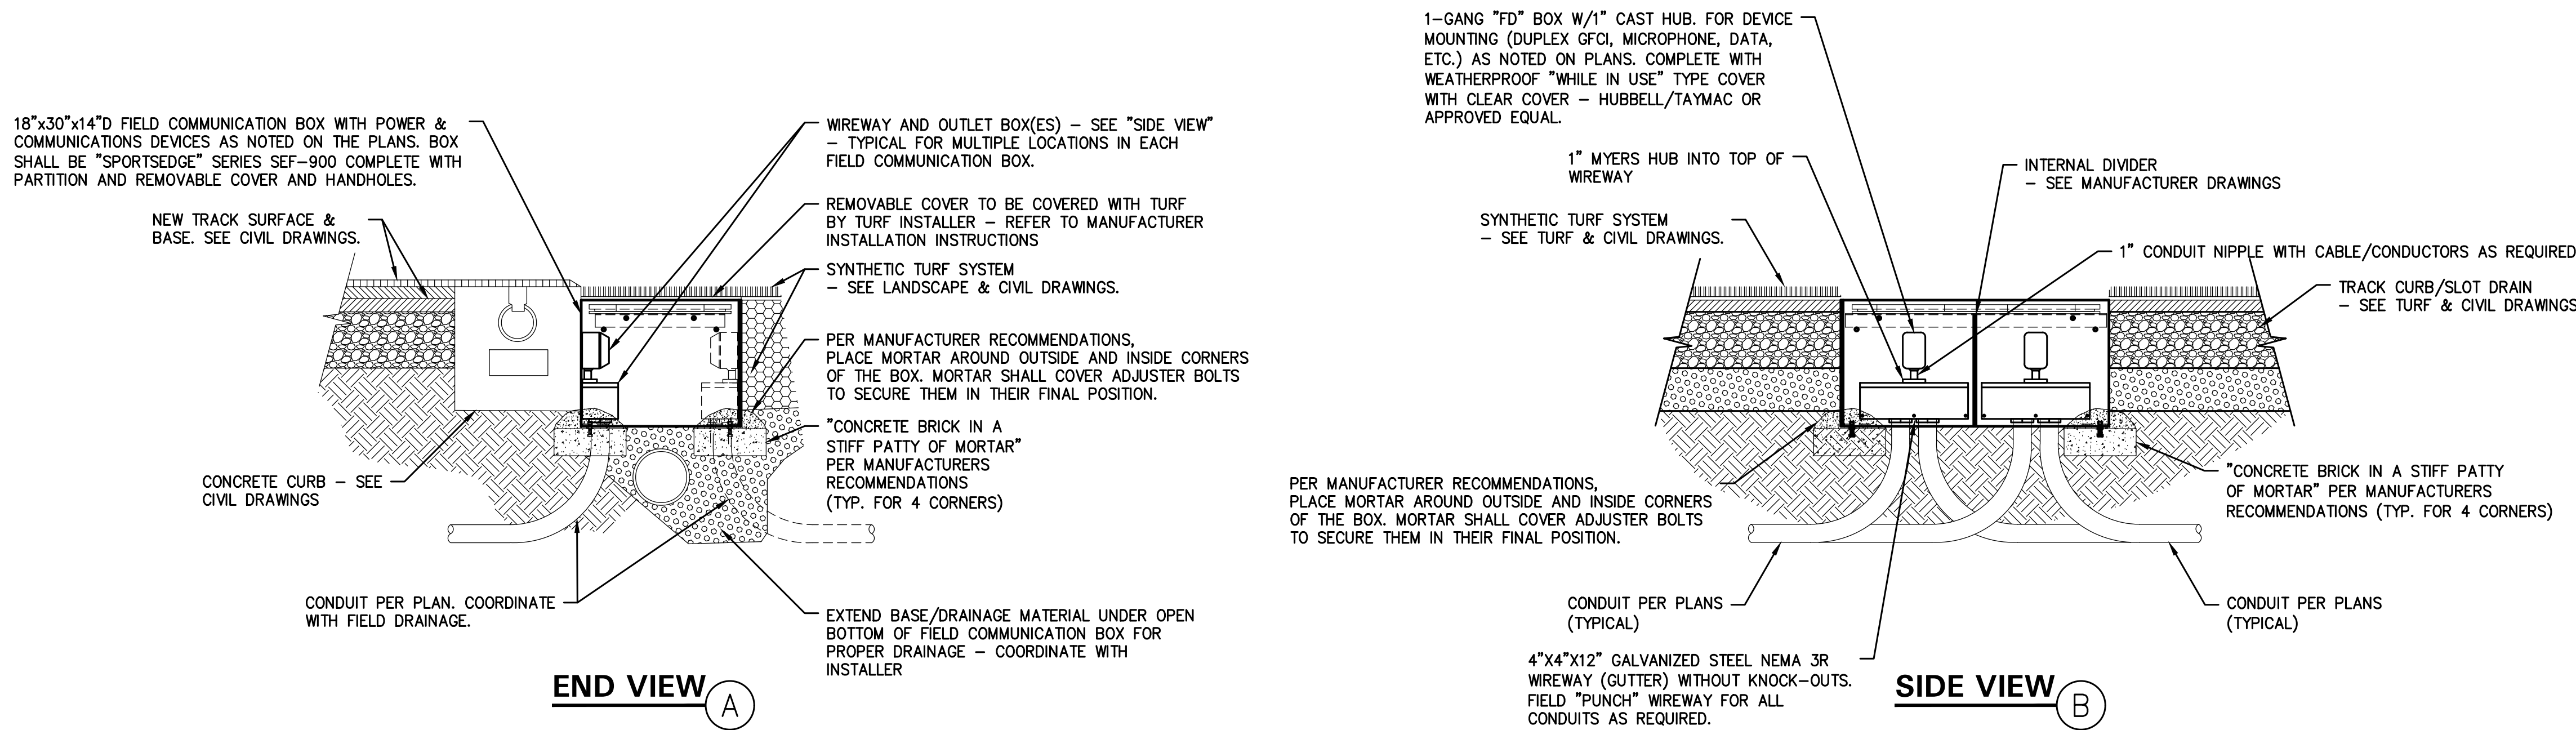 18"x30"x14"D FIELD COMMUNICATION BOX WITH POWER &
COMMUNICATIONS DEVICES AS NOTED ON THE PLANS. BOX
SHALL BE "SPORTSEDGE" SERIES SEF-900 COMPLETE WITH
PARTITION AND REMOVABLE COVER AND HANDHOLES.
NEW TRACK SURFACE &
BASE. SEE CIVIL DRAWINGS.
CONCRETE CURB - SEE
CIVIL DRAWINGS
CONDUIT PER PLAN. COORDINATE
WITH FIELD DRAINAGE.
WIREWAY AND OUTLET BOX(ES) - SEE "SIDE VIEW"
- TYPICAL FOR MULTIPLE LOCATIONS IN EACH
FIELD COMMUNICATION BOX.
REMOVABLE COVER TO BE COVERED WITH TURF
BY TURF INSTALLER - REFER TO MANUFACTURER
INSTALLATION INSTRUCTIONS
SYNTHETIC TURF SYSTEM
- SEE LANDSCAPE & CIVIL DRAWINGS.
PER MANUFACTURER RECOMMENDATIONS,
PLACE MORTAR AROUND OUTSIDE AND INSIDE CORNERS
OF THE BOX. MORTAR SHALL COVER ADJUSTER BOLTS
TO SECURE THEM IN THEIR FINAL POSITION.
"CONCRETE BRICK IN A
STIFF PATTY OF MORTAR"
PER MANUFACTURERS
RECOMMENDATIONS
(TYP. FOR 4 CORNERS)
EXTEND BASE/DRAINAGE MATERIAL UNDER OPEN
BOTTOM OF FIELD COMMUNICATION BOX FOR
PROPER DRAINAGE - COORDINATE WITH
INSTALLER
END VIEW
A
1-GANG "FD" BOX W/1" CAST HUB. FOR DEVICE
MOUNTING (DUPLEX GFCI, MICROPHONE, DATA,
ETC.) AS NOTED ON PLANS. COMPLETE WITH
WEATHERPROOF "WHILE IN USE" TYPE COVER
WITH CLEAR COVER - HUBBELL/TAYMAC OR
APPROVED EQUAL.
1" MYERS HUB INTO TOP OF
WIREWAY
SYNTHETIC TURF SYSTEM
- SEE TURF & CIVIL DRAWINGS.
INTERNAL DIVIDER
- SEE MANUFACTURER DRAWINGS
1" CONDUIT NIPPLE WITH CABLE/CONDUCTORS AS REQUIRED
TRACK CURB/SLOT DRAIN
- SEE TURF & CIVIL DRAWINGS
PER MANUFACTURER RECOMMENDATIONS,
PLACE MORTAR AROUND OUTSIDE AND INSIDE CORNERS
OF THE BOX. MORTAR SHALL COVER ADJUSTER BOLTS
TO SECURE THEM IN THEIR FINAL POSITION.
"CONCRETE BRICK IN A STIFF PATTY
OF MORTAR" PER MANUFACTURERS
RECOMMENDATIONS (TYP. FOR 4 CORNERS)
CONDUIT PER PLANS
(TYPICAL)
CONDUIT PER PLANS
(TYPICAL)
4"X4"X12" GALVANIZED STEEL NEMA 3R
WIREWAY (GUTTER) WITHOUT KNOCK-OUTS.
FIELD "PUNCH" WIREWAY FOR ALL
CONDUITS AS REQUIRED.
SIDE VIEW
B